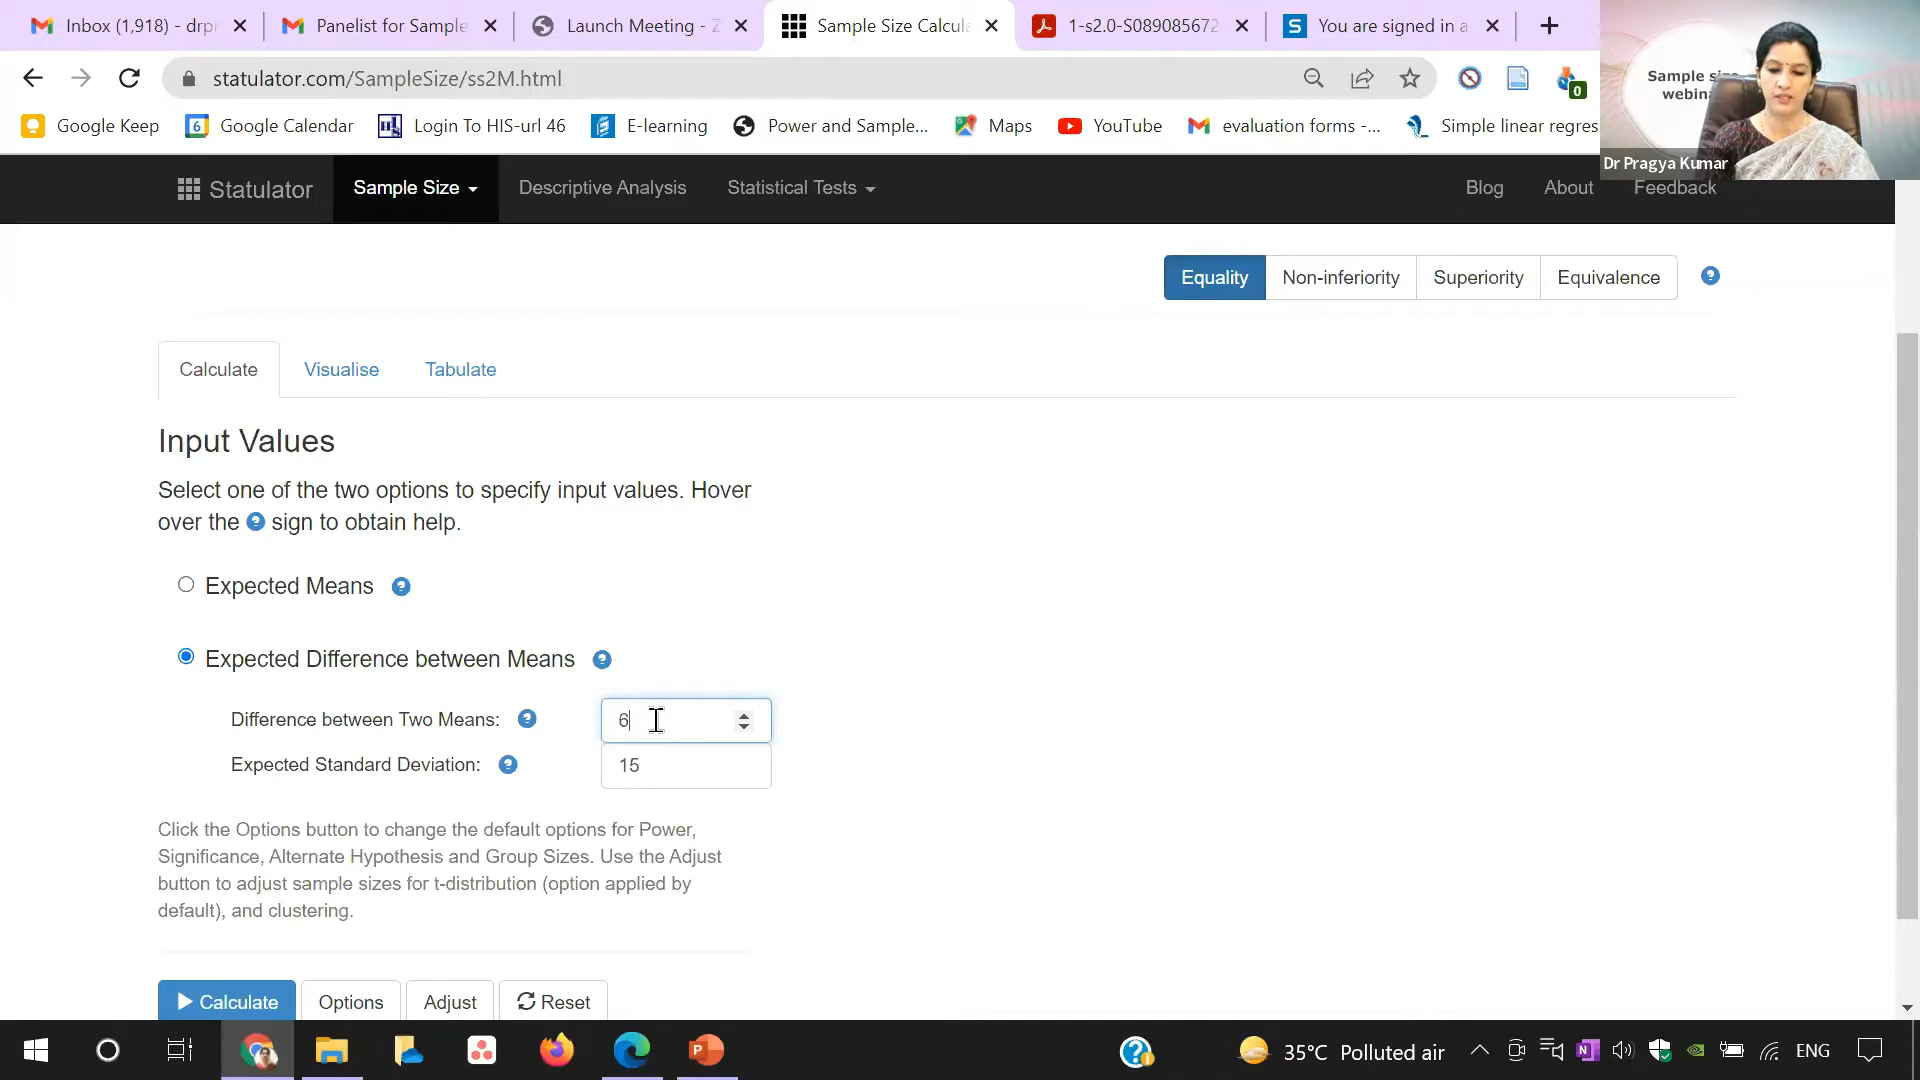 Inbox (1,918) - drpr
Panelist for Sample
Launch Meeting - Z
Sample Size Calcula
1-s2.0-S089085672
You are signed in a
statulator.com/SampleSize/ss2M.html
0
Google Keep
6 Google Calendar
Login To HIS-url 46
E-learning
Power and Sample...
Maps
YouTube
evaluation forms -...
Simple linear regres
Sample size
webin
Dr Pragya Kumar
Statulator
Sample Size
Descriptive Analysis
Statistical Tests
Blog
About
Feedback
Equality
Non-inferiority
Superiority
Equivalence
?
Calculate
Visualise
Tabulate
Input Values
Select one of the two options to specify input values. Hover
over the ? sign to obtain help.
Expected Means ?
Expected Difference between Means ?
Difference between Two Means: ? 6
Expected Standard Deviation: ? 15
Click the Options button to change the default options for Power,
Significance, Alternate Hypothesis and Group Sizes. Use the Adjust
button to adjust sample sizes for t-distribution (option applied by
default), and clustering.
Calculate
Options
Adjust
Reset
35°C Polluted air
ENG